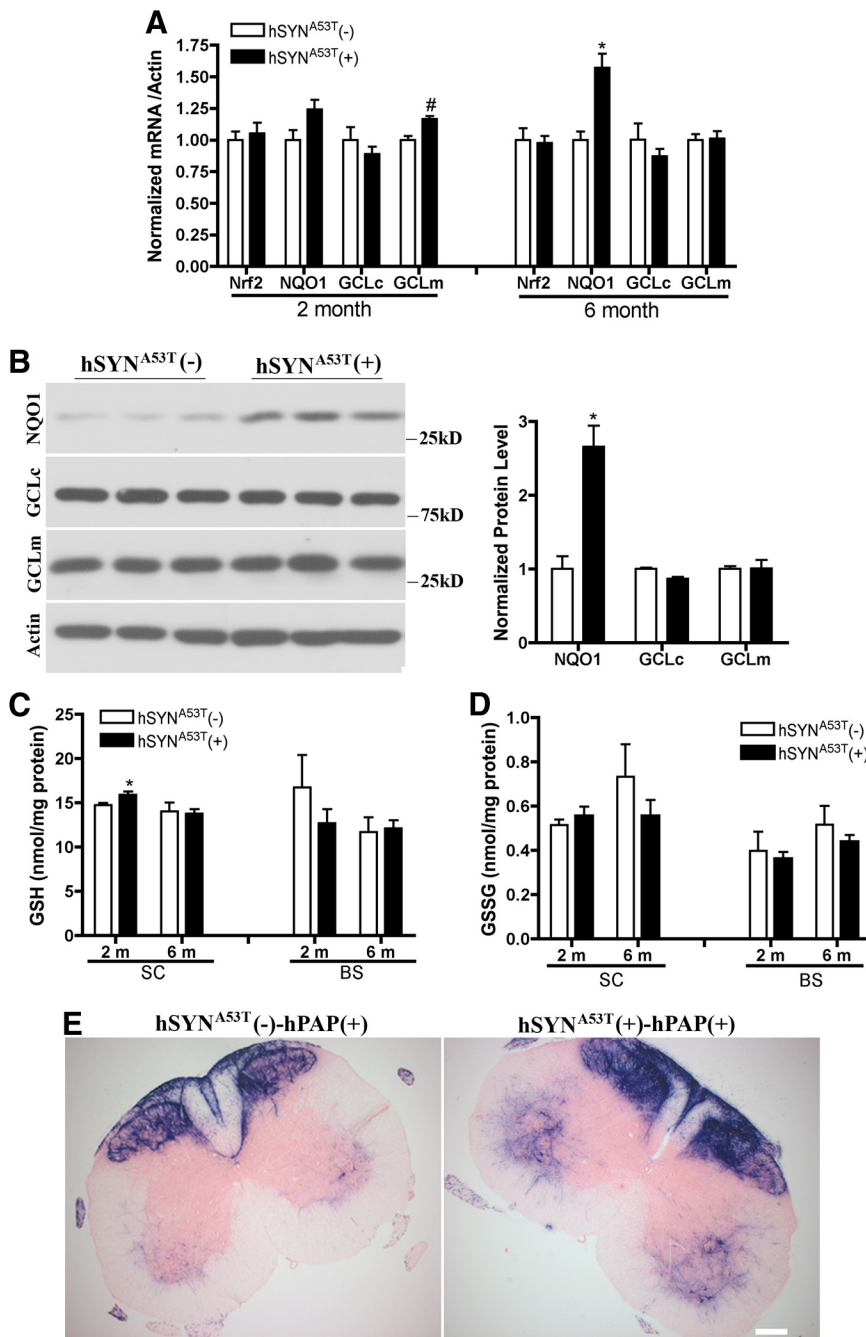 A
hSYN^A53T(-)
hSYN^A53T(+)
Normalized mRNA /Actin
1.75
1.50
1.25
1.00
0.75
0.50
0.25
0.00
#
*
Nrf2 NQO1 GCLc GCLm Nrf2 NQO1 GCLc GCLm
2 month 6 month
B
hSYN^A53T(-) hSYN^A53T(+)
NQO1
–25kD
GCLc
–75kD
GCLm
–25kD
Actin
Normalized Protein Level
3
2
1
0
*
NQO1 GCLc GCLm
C
hSYN^A53T(-)
hSYN^A53T(+)
GSH (nmol/mg protein)
25
20
15
10
5
0
*
2 m 6 m 2 m 6 m
SC BS
D
hSYN^A53T(-)
hSYN^A53T(+)
GSSG (nmol/mg protein)
1.0
0.8
0.6
0.4
0.2
0.0
2 m 6 m 2 m 6 m
SC BS
E
hSYN^A53T(-)-hPAP(+) hSYN^A53T(+)-hPAP(+)